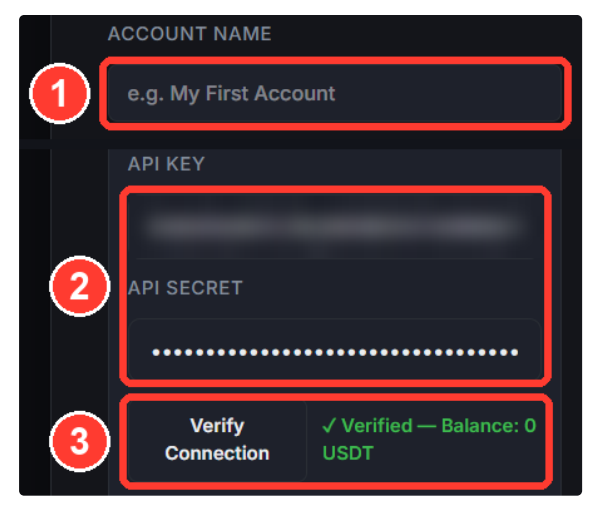 ACCOUNT NAME
1
e.g. My First Account
API KEY
2
API SECRET
••••••••••••••••••••••••••••••••••
3
Verify
Connection
✓ Verified — Balance: 0
USDT